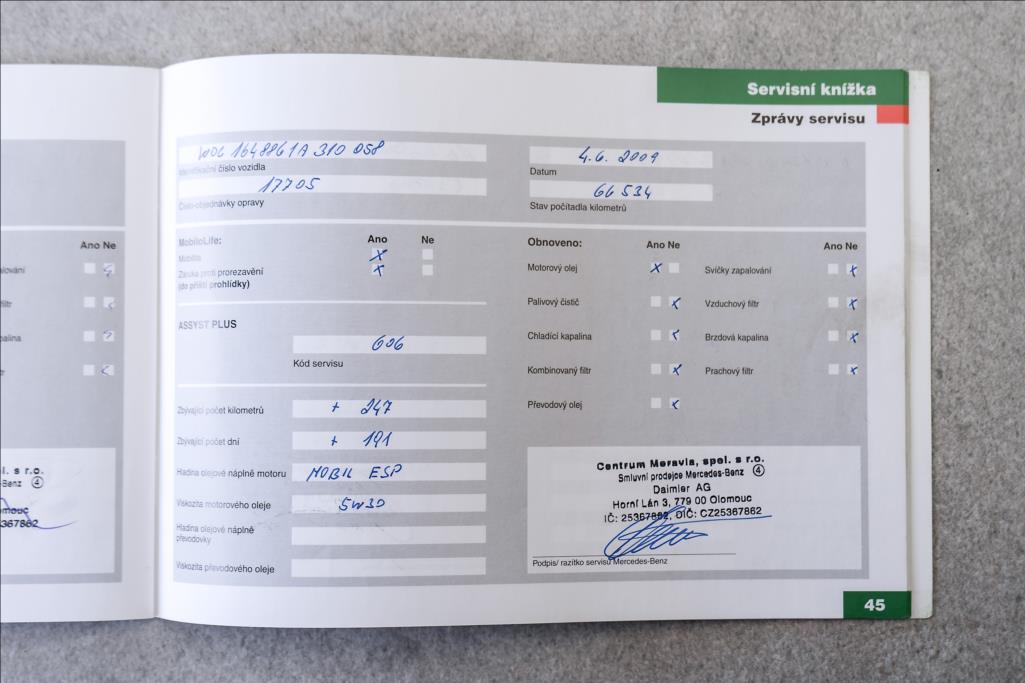 Servisní knížka
Zprávy servisu
WDC 1648861A 310 058
Identifikační číslo vozidla
17705
Číslo objednávky opravy
4.6. 2009
Datum
66 534
Stav počítadla kilometrů
MobiloLife: Ano Ne
Mobilita X
Záruka proti prorezavění X
(do příští prohlídky)
ASSYST PLUS
606
Kód servisu
Zbývající počet kilometrů + 247
Zbývající počet dní + 191
Hladina olejové náplně motoru MOBIL ESP
Viskozita motorového oleje 5W30
Hladina olejové náplně
převodovky
Viskozita převodového oleje
Obnoveno: Ano Ne Ano Ne
Motorový olej X Svíčky zapalování X
Palivový čistič X Vzduchový filtr X
Chladící kapalina X Brzdová kapalina X
Kombinovaný filtr X Prachový filtr X
Převodový olej X
Centrum Moravia, spol. s r.o.
Smluvní prodejce Mercedes-Benz 4
Daimler AG
Horní Lán 3, 779 00 Olomouc
IČ: 25367862, DIČ: CZ25367862
Podpis/ razítko servisu Mercedes-Benz
45
Ano Ne
s r.o.
-Benz 4